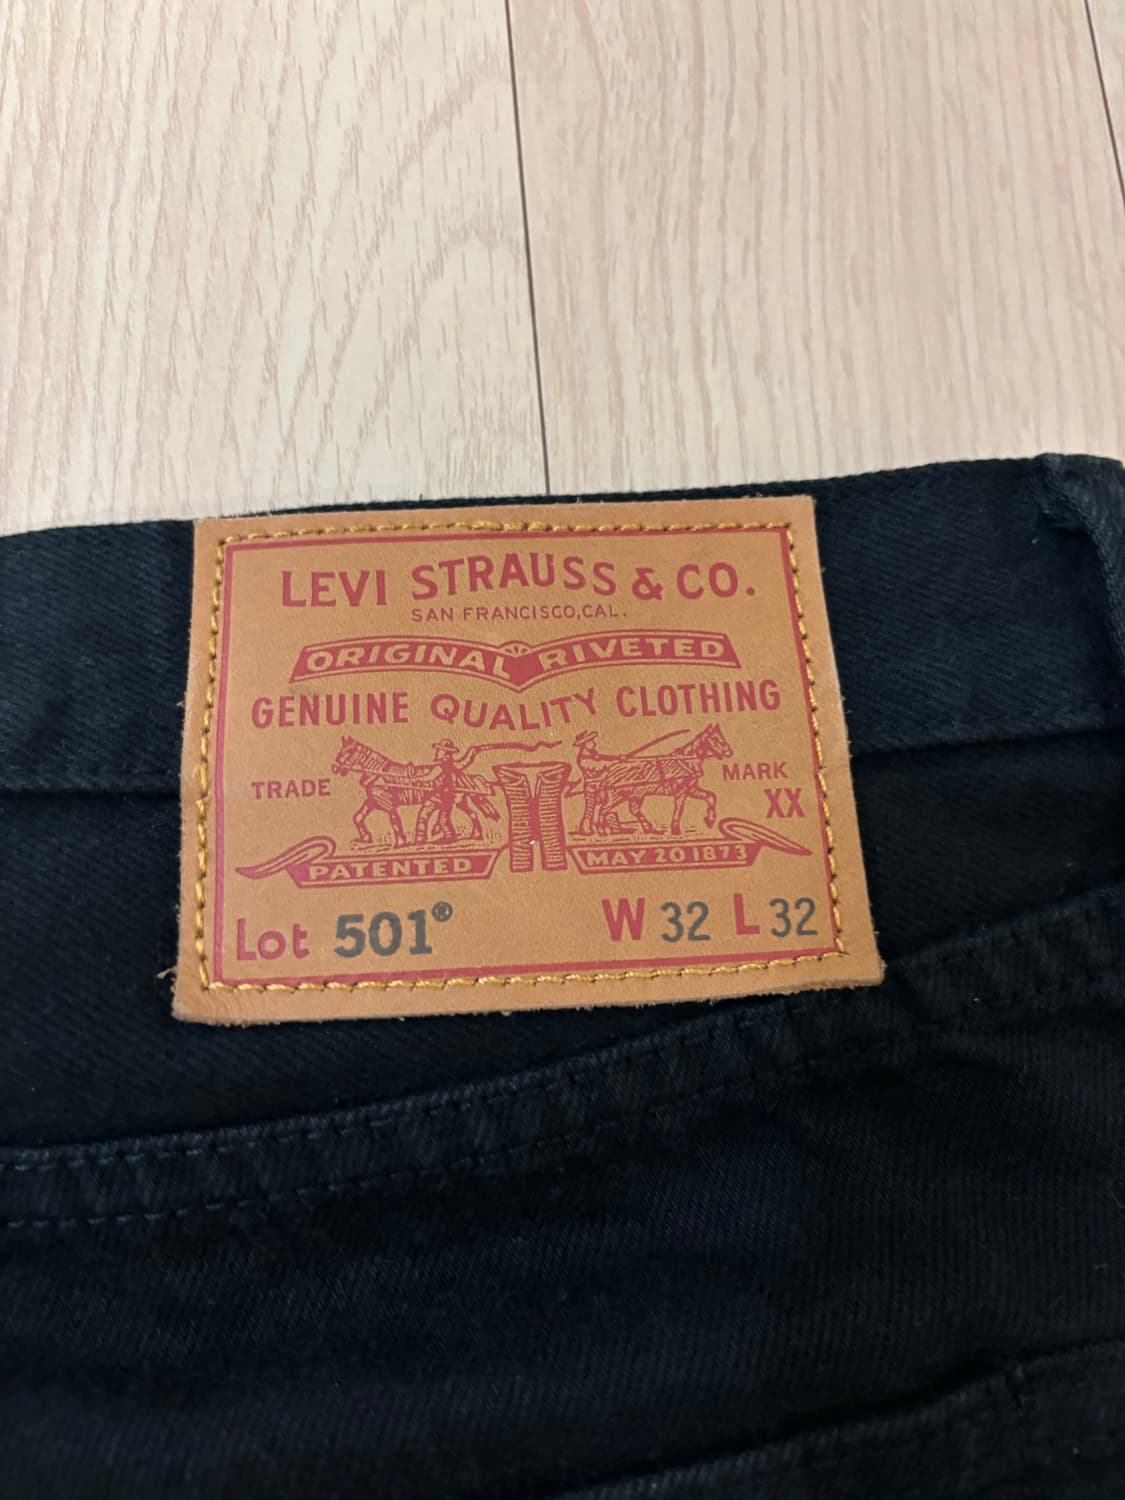 LEVI STRAUSS & CO.
SAN FRANCISCO, CAL.
ORIGINAL RIVETED
GENUINE QUALITY CLOTHING
TRADE MARK
XX
PATENTED MAY 20 1873
Lot 501® W 32 L 32